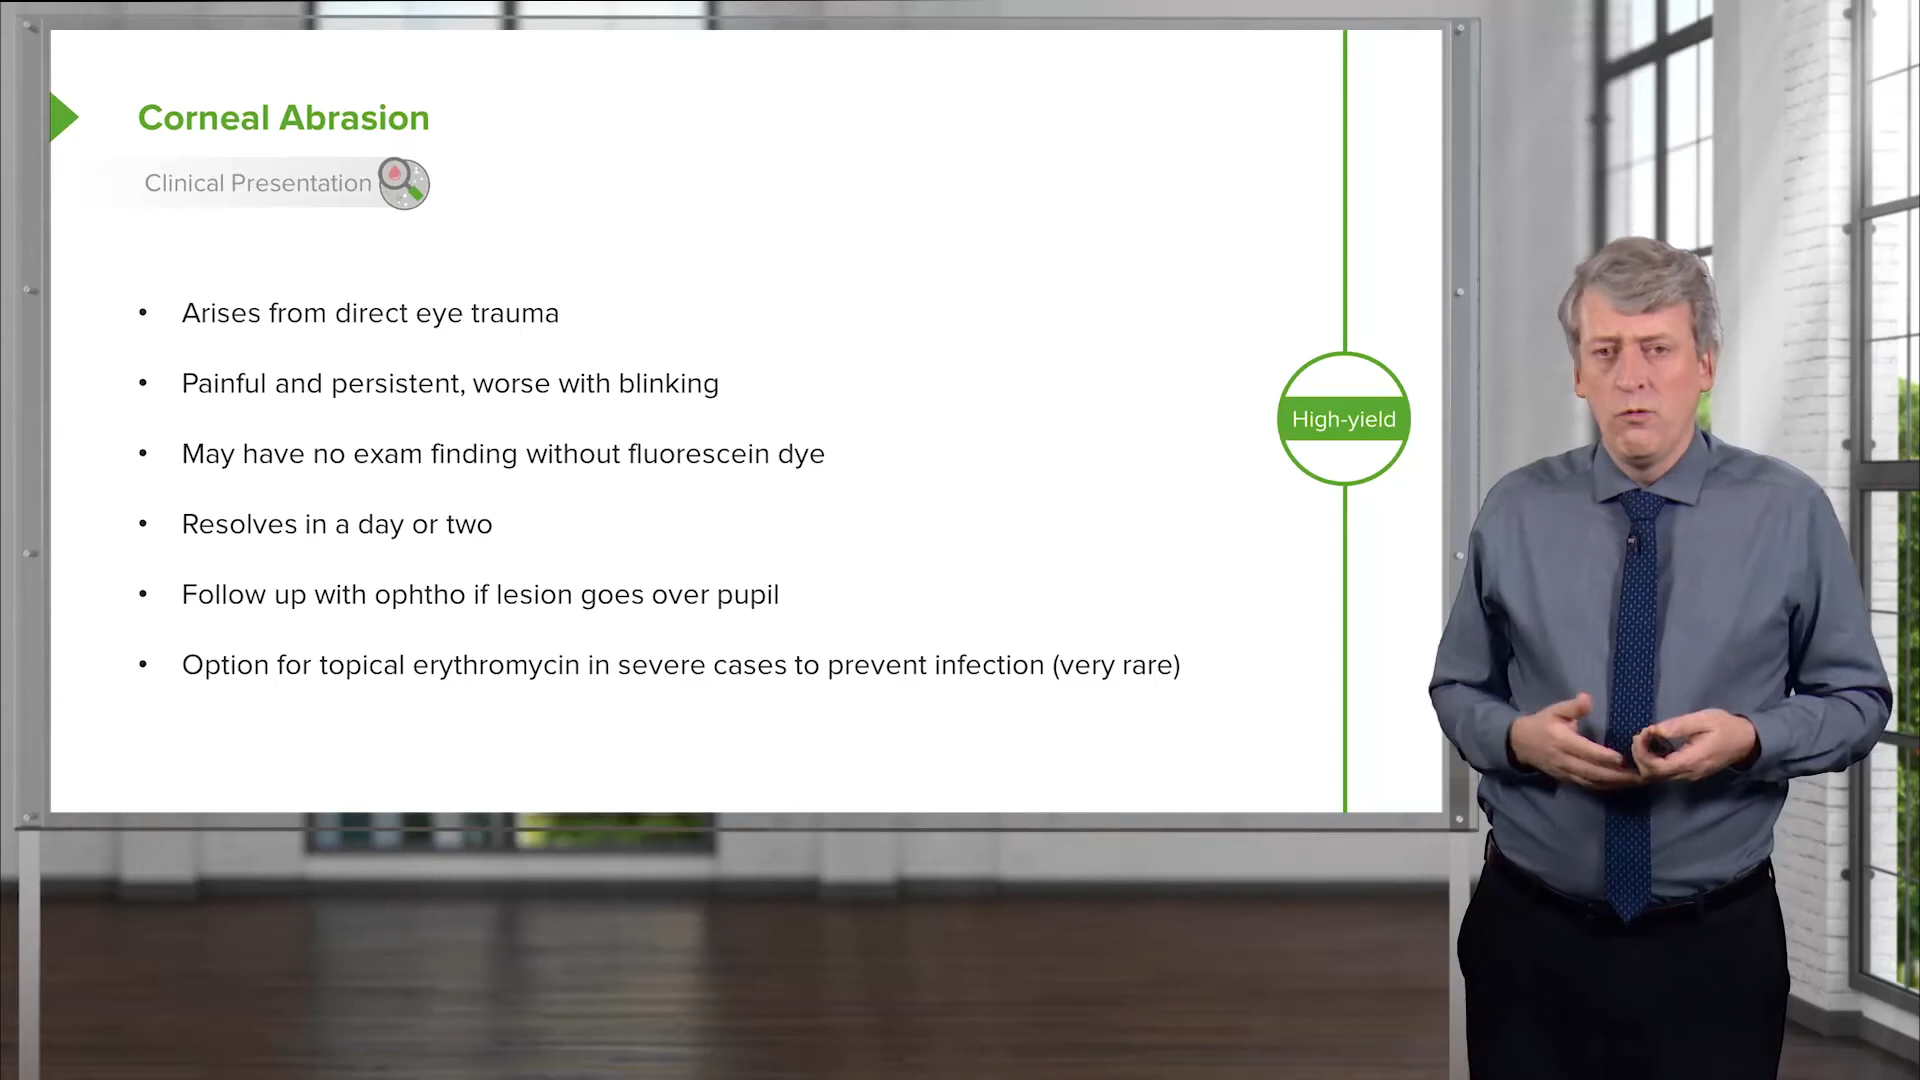 Corneal Abrasion
Clinical Presentation
• Arises from direct eye trauma
• Painful and persistent, worse with blinking
• May have no exam finding without fluorescein dye
• Resolves in a day or two
• Follow up with ophtho if lesion goes over pupil
• Option for topical erythromycin in severe cases to prevent infection (very rare)
High-yield